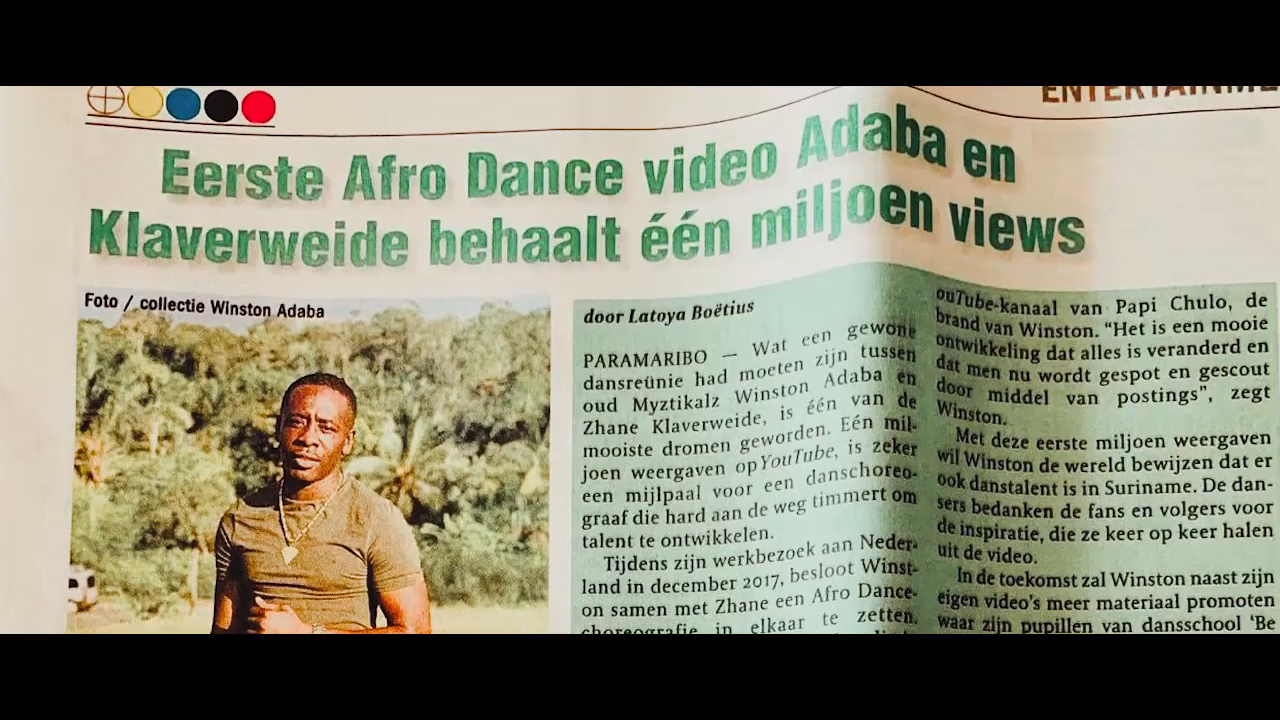 ENTERTAINME
Eerste Afro Dance video Adaba en
Klaverweide behaalt één miljoen views
Foto / collectie Winston Adaba
door Latoya Boëtius
PARAMARIBO — Wat een gewone
dansreünie had moeten zijn tussen
oud Myztikalz Winston Adaba en
Zhane Klaverweide, is één van de
mooiste dromen geworden. Eén mil-
joen weergaven op YouTube, is zeker
een mijlpaal voor een danschoreo-
graaf die hard aan de weg timmert om
talent te ontwikkelen.
Tijdens zijn werkbezoek aan Neder-
land in december 2017, besloot Winst-
on samen met Zhane een Afro Dance-
choreografie in elkaar te zetten.
ouTube-kanaal van Papi Chulo, de
brand van Winston. “Het is een mooie
ontwikkeling dat alles is veranderd en
dat men nu wordt gespot en gescout
door middel van postings”, zegt
Winston.
Met deze eerste miljoen weergaven
wil Winston de wereld bewijzen dat er
ook danstalent is in Suriname. De dan-
sers bedanken de fans en volgers voor
de inspiratie, die ze keer op keer halen
uit de video.
In de toekomst zal Winston naast zijn
eigen video’s meer materiaal promoten
waar zijn pupillen van dansschool ‘Be